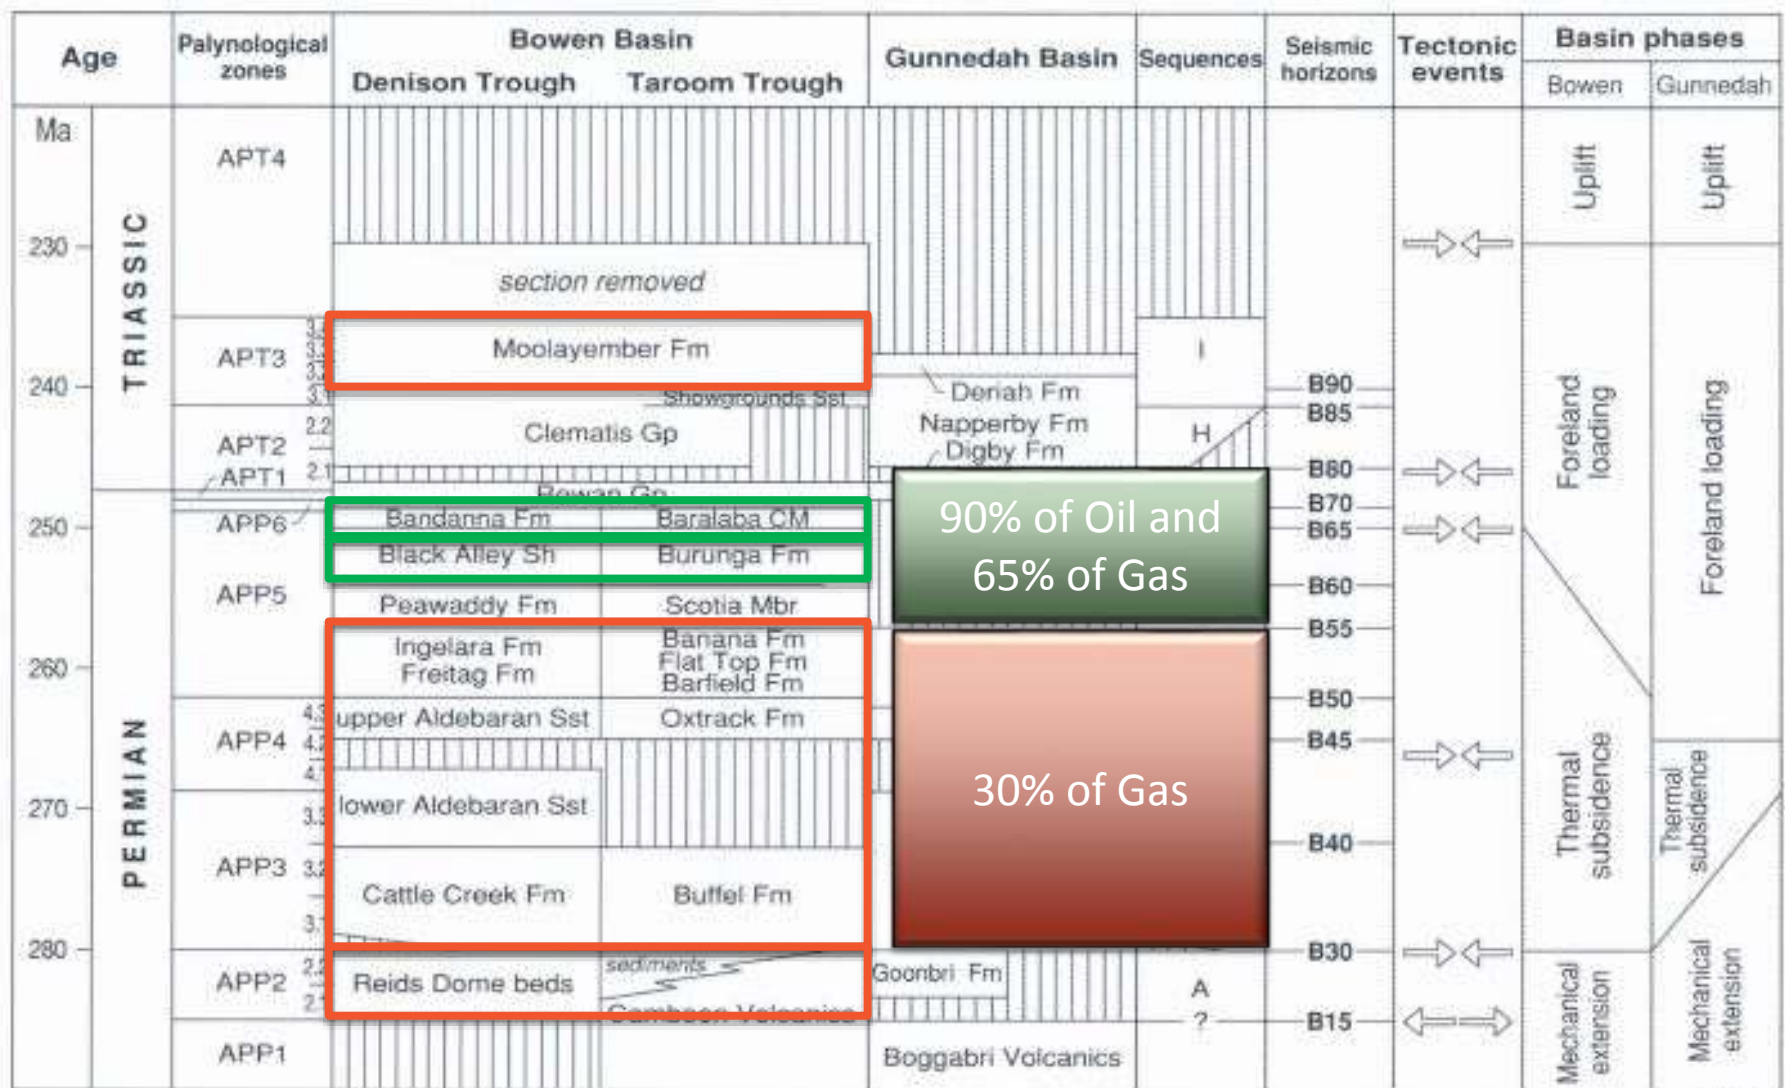 Age
Palynological
zones
Bowen Basin
Denison Trough
Taroom Trough
Gunnedah Basin
Sequences
Seismic
horizons
Tectonic
events
Basin phases
Bowen
Gunnedah
Ma
230
240
250
260
270
280
TRIASSIC
PERMIAN
APT4
APT3
APT2
2.2
2.1
APT1
APP6
APP5
APP4
APP3
3.2
APP2
APP1
section removed
Moolayember Fm
Showgrounds Sst
Clematis Gp
Rewan Gp
Bandanna Fm
Baralaba CM
Black Alley Sh
Burunga Fm
Peawaddy Fm
Scotia Mbr
Ingelara Fm
Freitag Fm
Banana Fm
Flat Top Fm
Barfield Fm
upper Aldebaran Sst
Oxtrack Fm
lower Aldebaran Sst
Cattle Creek Fm
Buffel Fm
Reids Dome beds
sediments
Camboon Volcanics
Deriah Fm
Napperby Fm
Digby Fm
90% of Oil and
65% of Gas
30% of Gas
Goonbri Fm
Boggabri Volcanics
I
H
A
?
B90
B85
B80
B70
B65
B60
B55
B50
B45
B40
B30
B15
Uplift
Foreland
loading
Thermal
subsidence
Mechanical
extension
Uplift
Foreland loading
Thermal
subsidence
Mechanical
extension